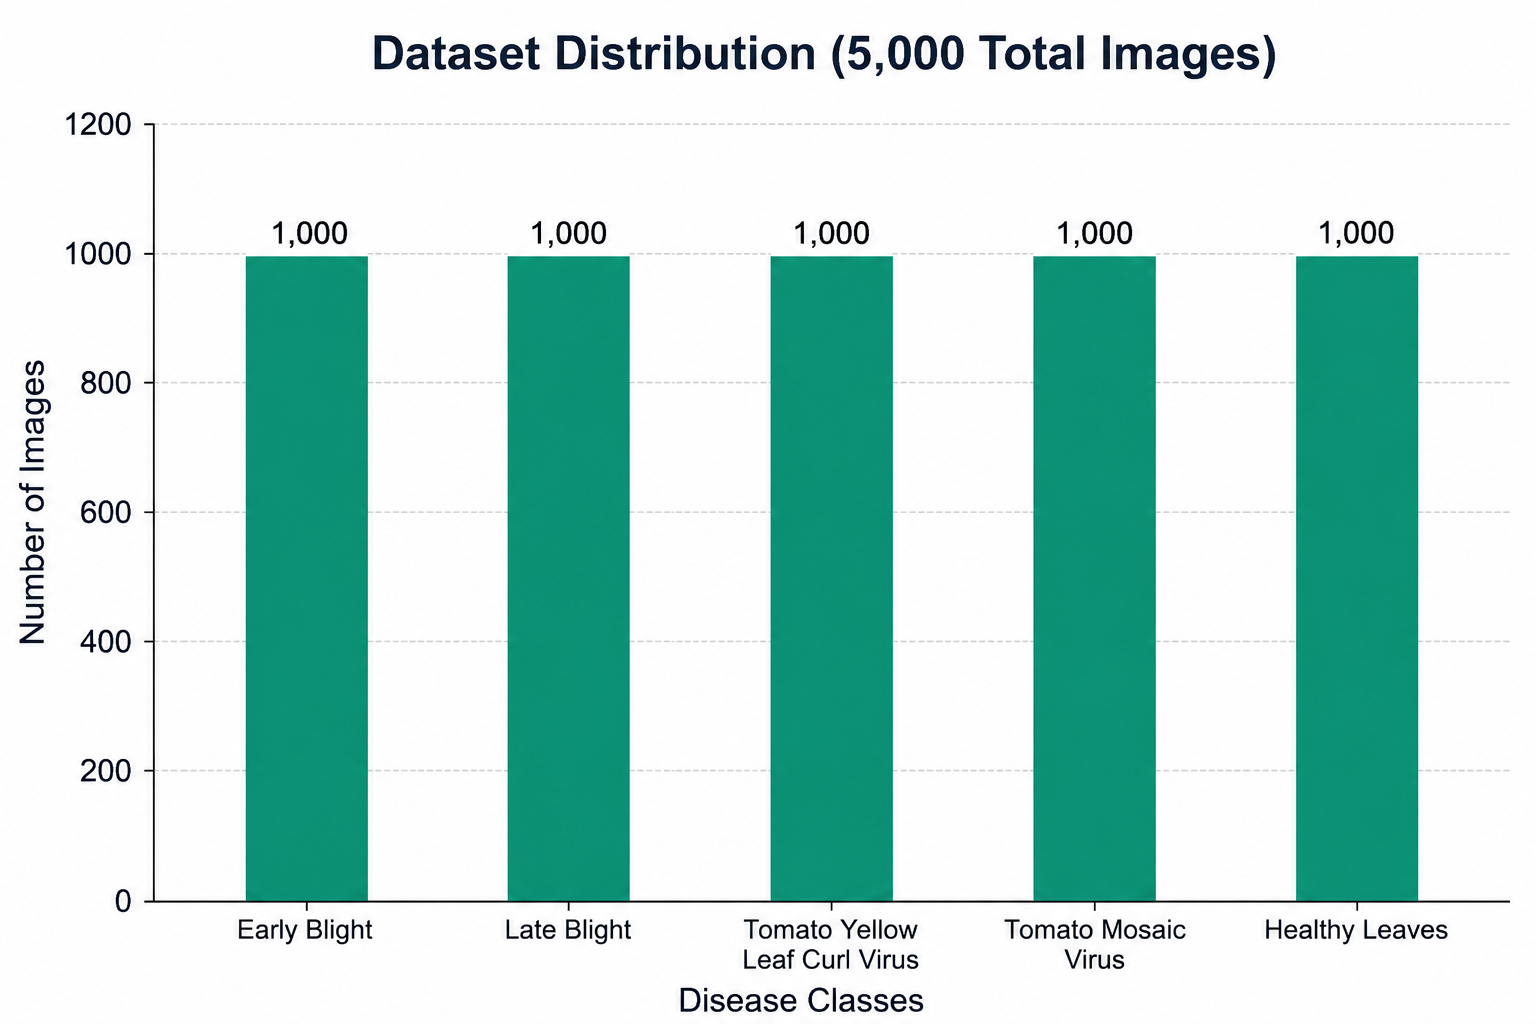 Dataset Distribution (5,000 Total Images)
1200
1000
800
600
400
200
0
Number of Images
1,000
1,000
1,000
1,000
1,000
Early Blight
Late Blight
Tomato Yellow
Leaf Curl Virus
Tomato Mosaic
Virus
Healthy Leaves
Disease Classes